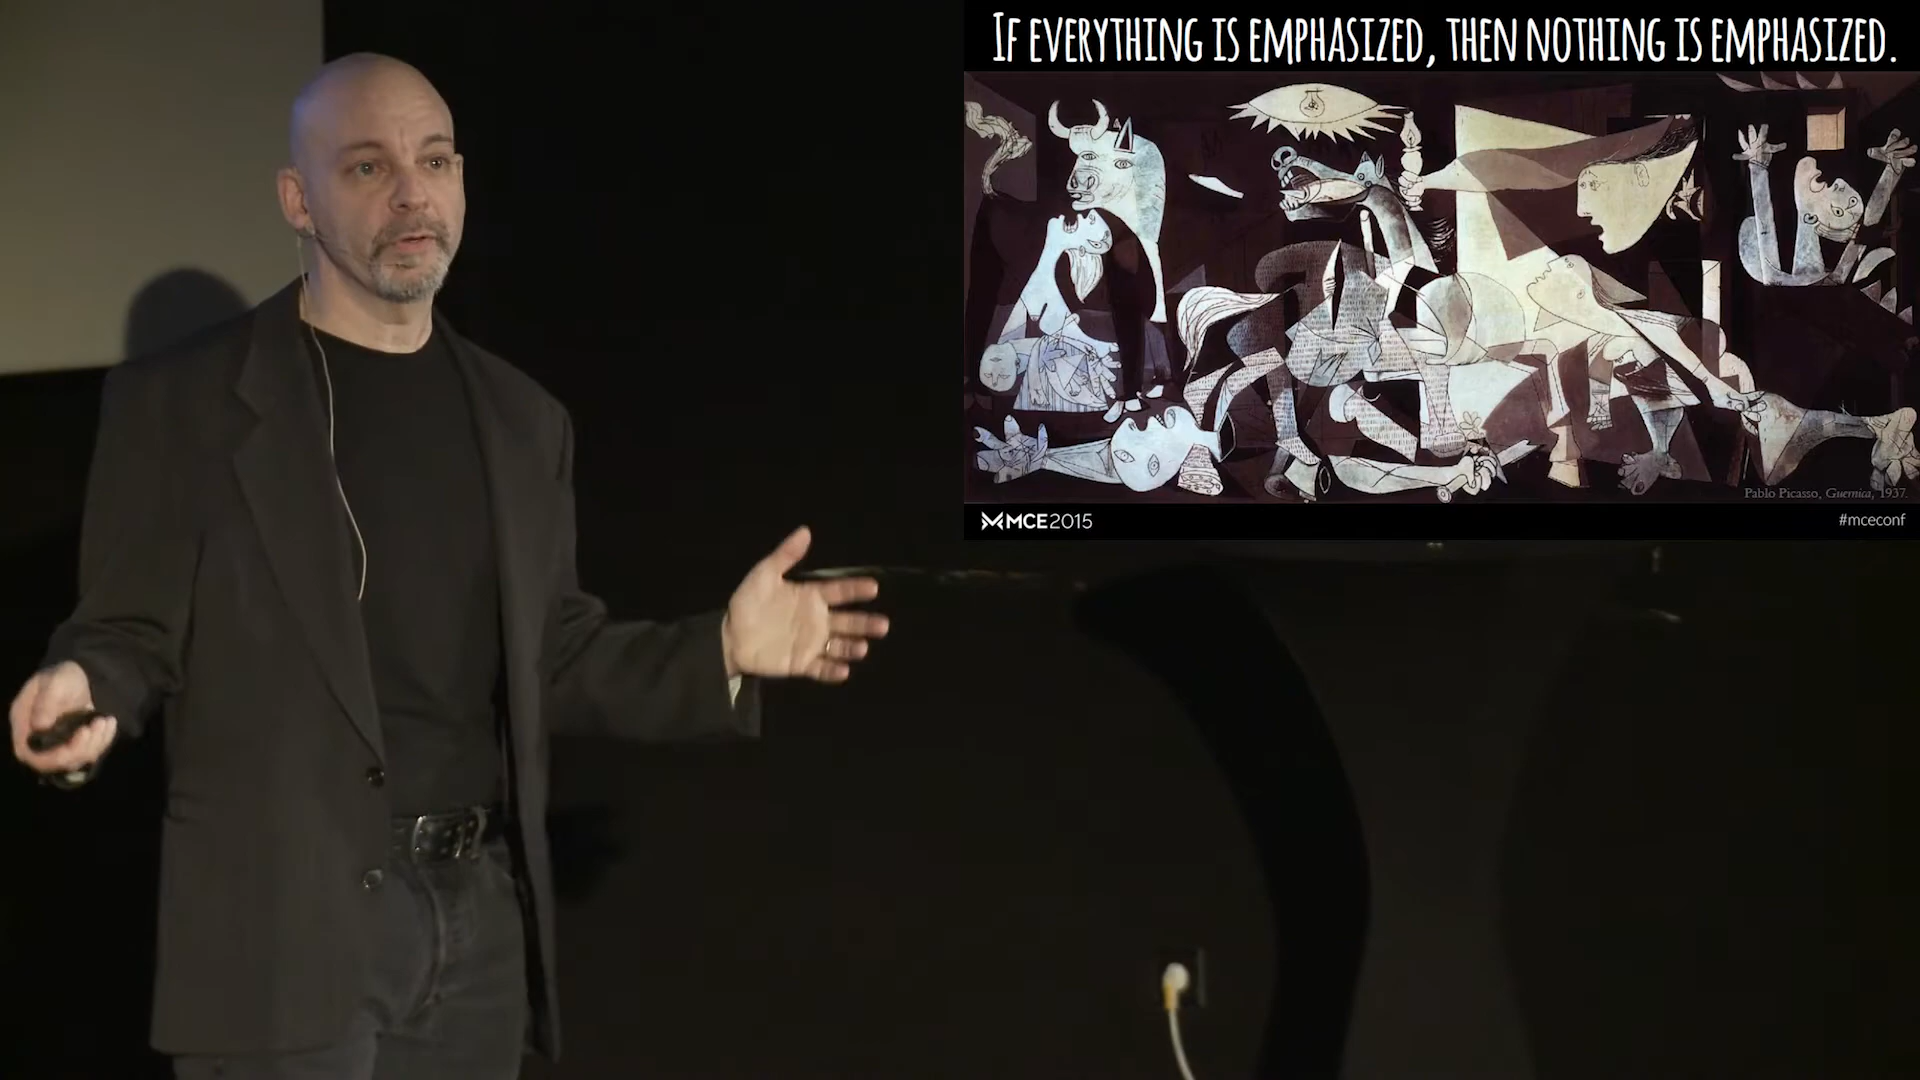 IF EVERYTHING IS EMPHASIZED, THEN NOTHING IS EMPHASIZED.
Pablo Picasso, Guernica, 1937.
MCE2015
#mceconf